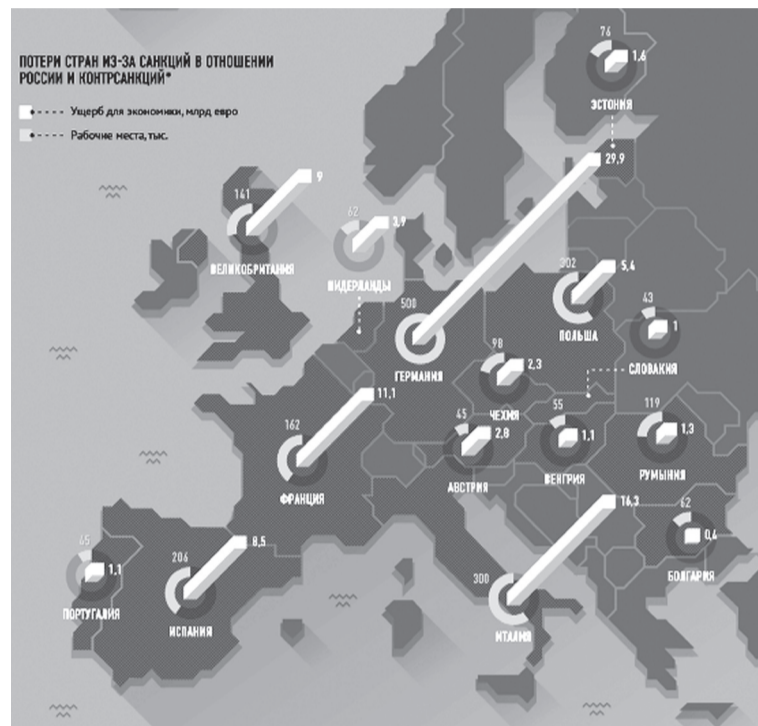 ПОТЕРИ СТРАН ИЗ-ЗА САНКЦИЙ В ОТНОШЕНИИ
РОССИИ И КОНТРСАНКЦИЙ*
Ущерб для экономики, млрд евро
Рабочие места, тыс.
76
1,6
ЭСТОНИЯ
29,9
141
9
ВЕЛИКОБРИТАНИЯ
62
3,9
НИДЕРЛАНДЫ
500
ГЕРМАНИЯ
302
5,4
ПОЛЬША
43
1
СЛОВАКИЯ
98
2,3
ЧЕХИЯ
11,1
162
ФРАНЦИЯ
45
2,8
АВСТРИЯ
55
1,1
ВЕНГРИЯ
119
1,3
РУМЫНИЯ
16,3
300
ИТАЛИЯ
62
0,4
БОЛГАРИЯ
65
1,1
ПОРТУГАЛИЯ
206
8,5
ИСПАНИЯ